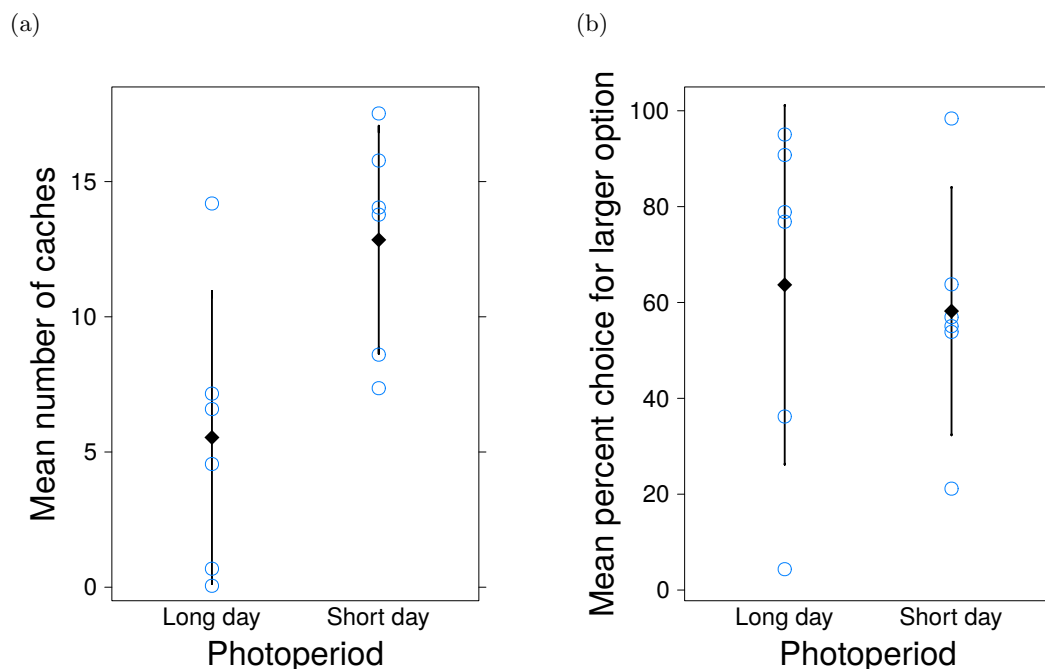 (a)
Mean number of caches
15
10
5
0
Long day
Short day
Photoperiod
(b)
Mean percent choice for larger option
100
80
60
40
20
0
Long day
Short day
Photoperiod